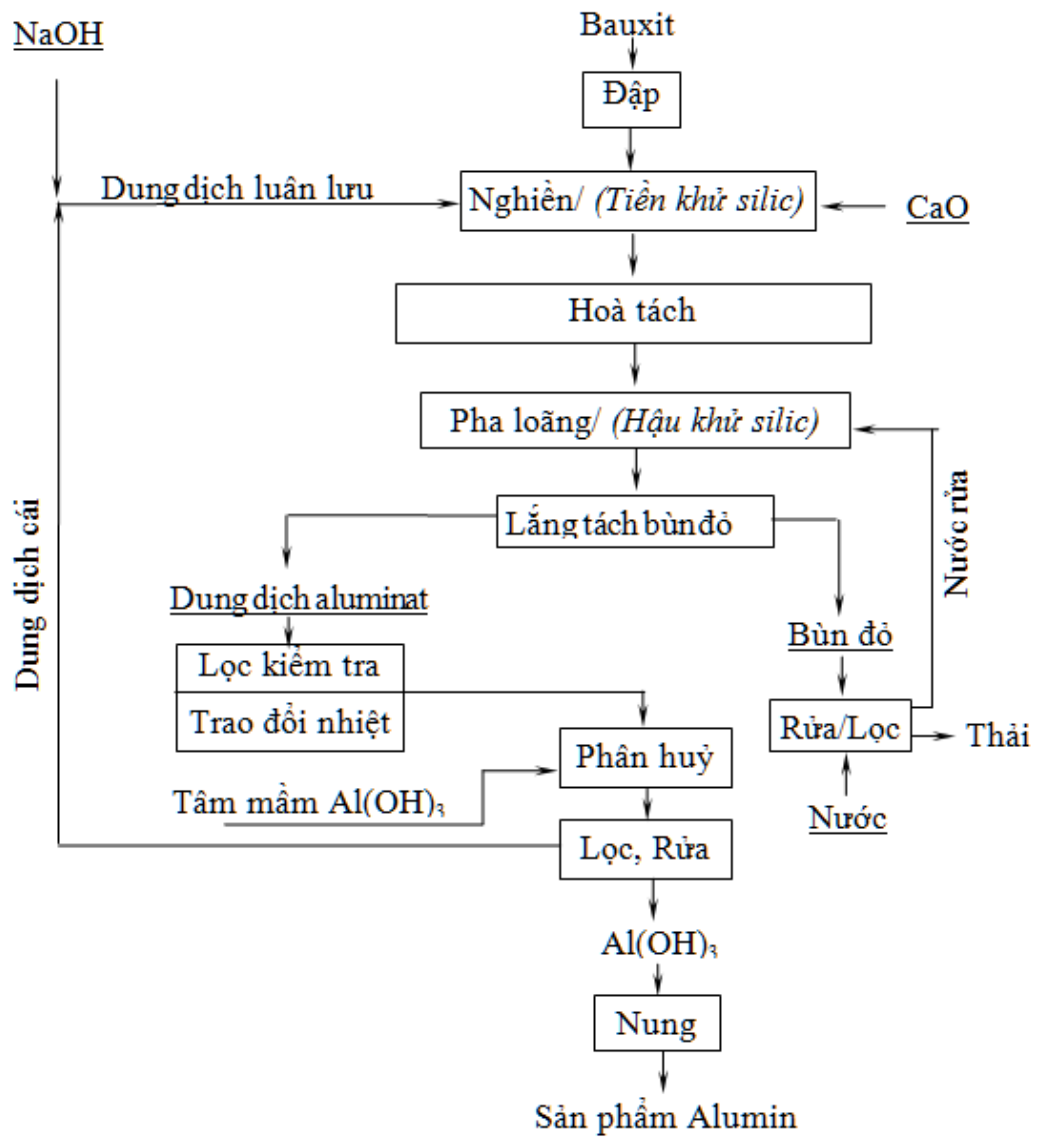 NaOH
Bauxit
Đập
Dung dịch luân lưu
Nghiền/ (Tiền khử silic)
CaO
Hoà tách
Pha loãng/ (Hậu khử silic)
Lắng tách bùn đỏ
Dung dịch cái
Nước rửa
Dung dịch aluminat
Bùn đỏ
Lọc kiểm tra
Trao đổi nhiệt
Rửa/Lọc
Thải
Phân huỷ
Tâm mầm Al(OH)₃
Nước
Lọc, Rửa
Al(OH)₃
Nung
Sản phẩm Alumin